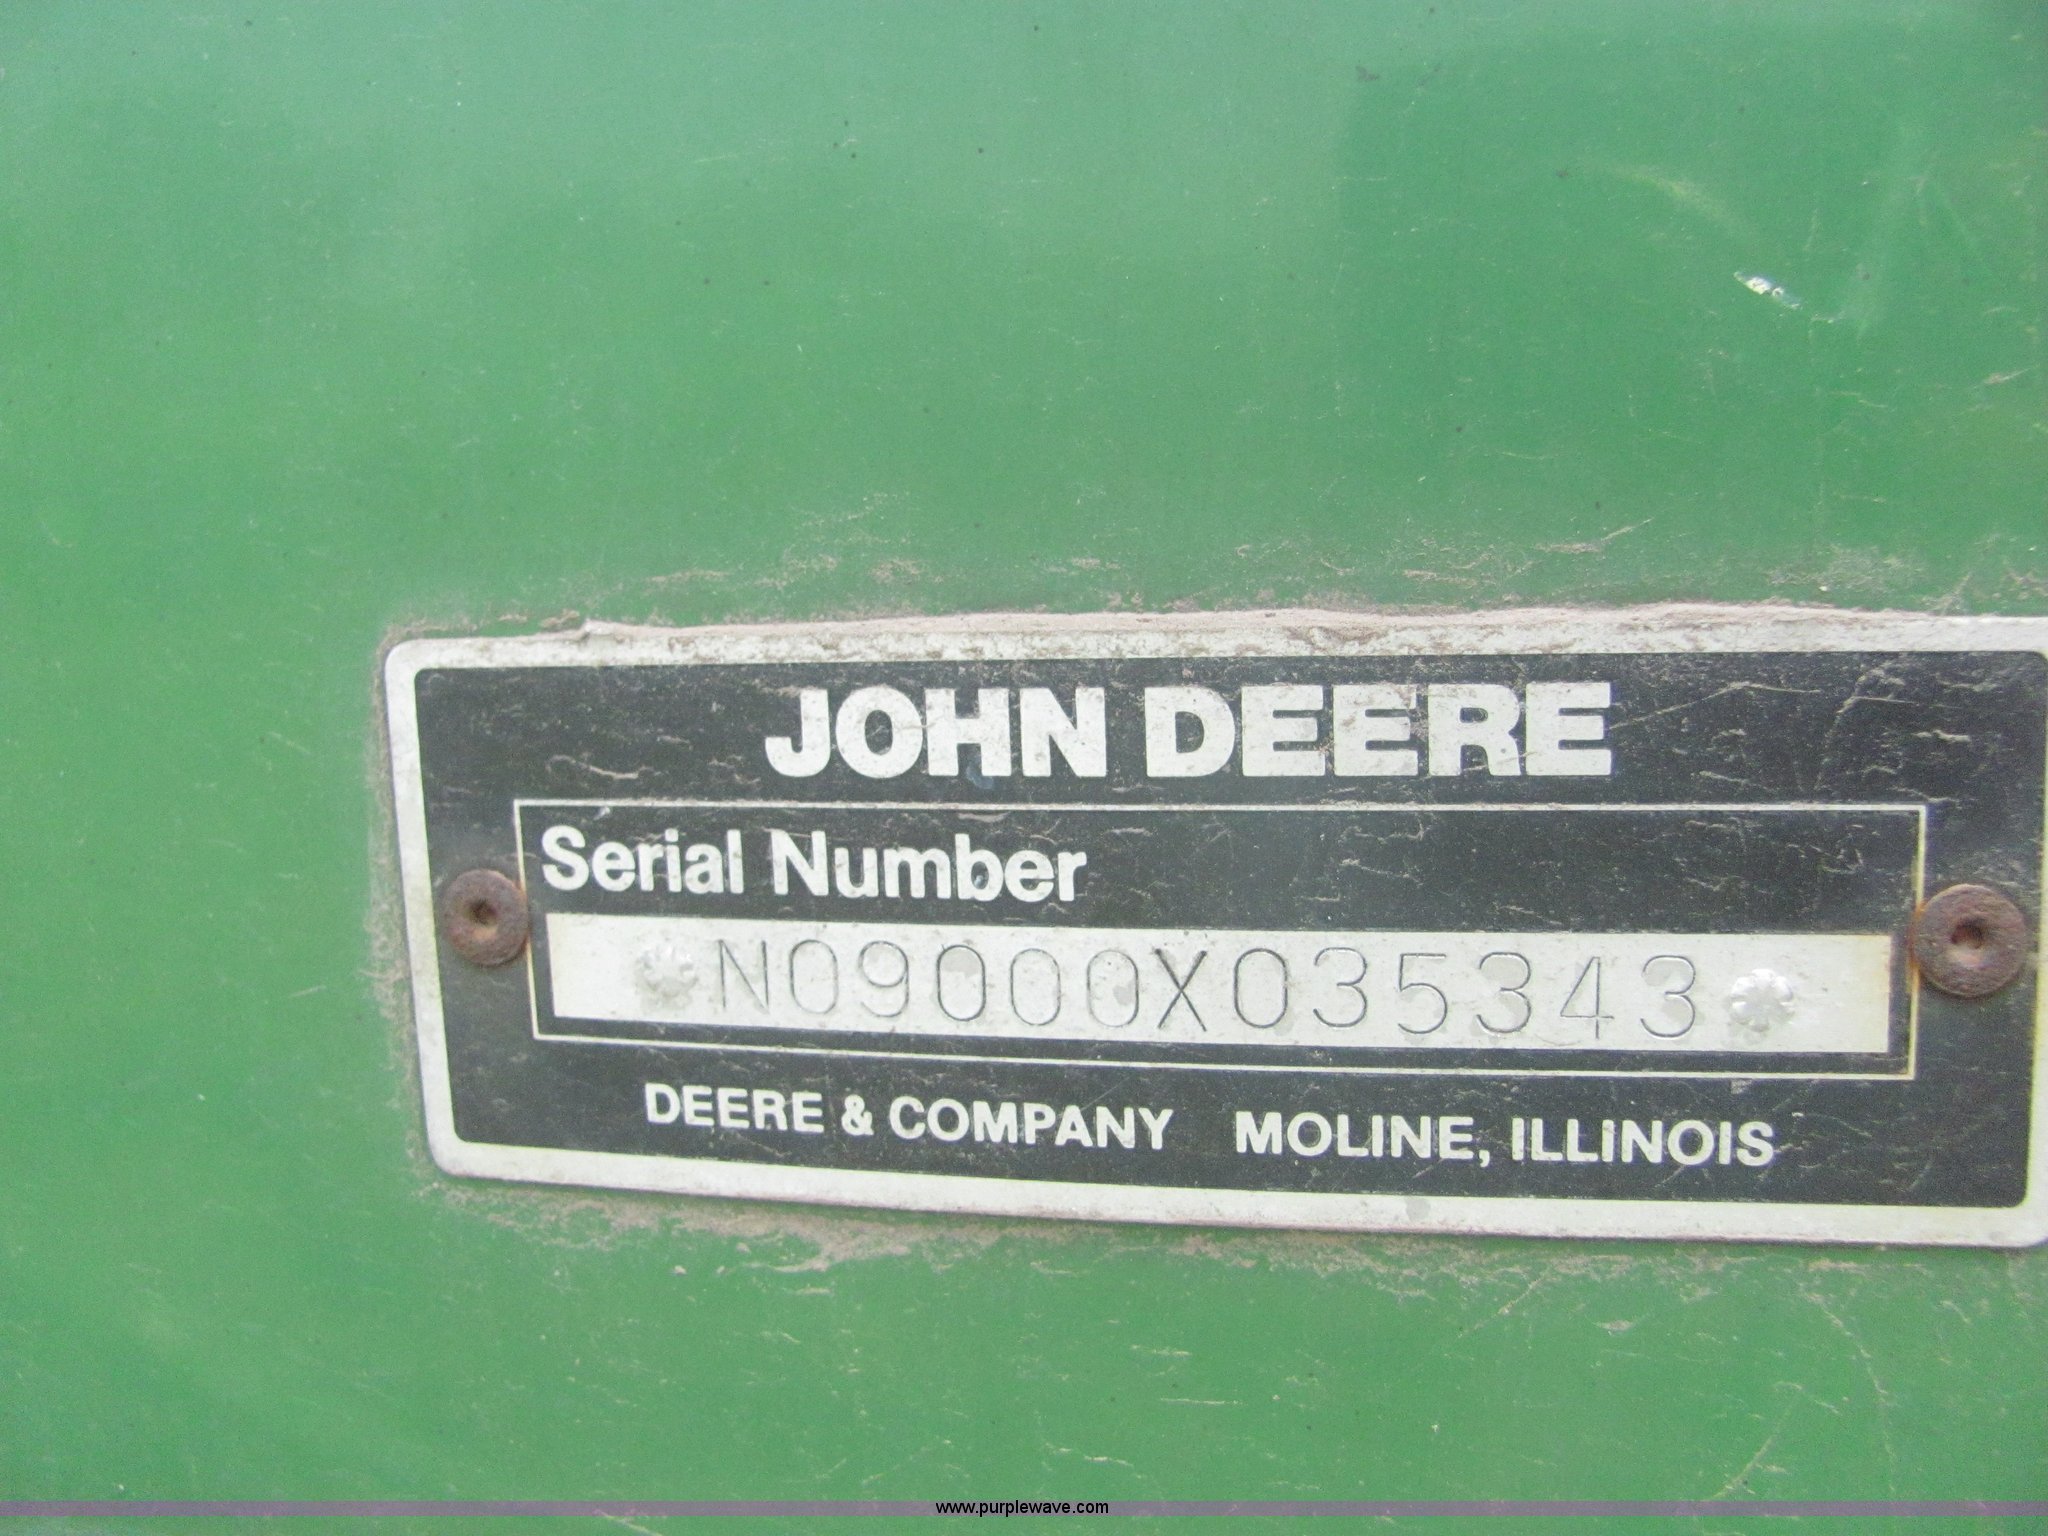 JOHN DEERE
Serial Number
N09000X035343
DEERE & COMPANY MOLINE, ILLINOIS
www.purplewave.com